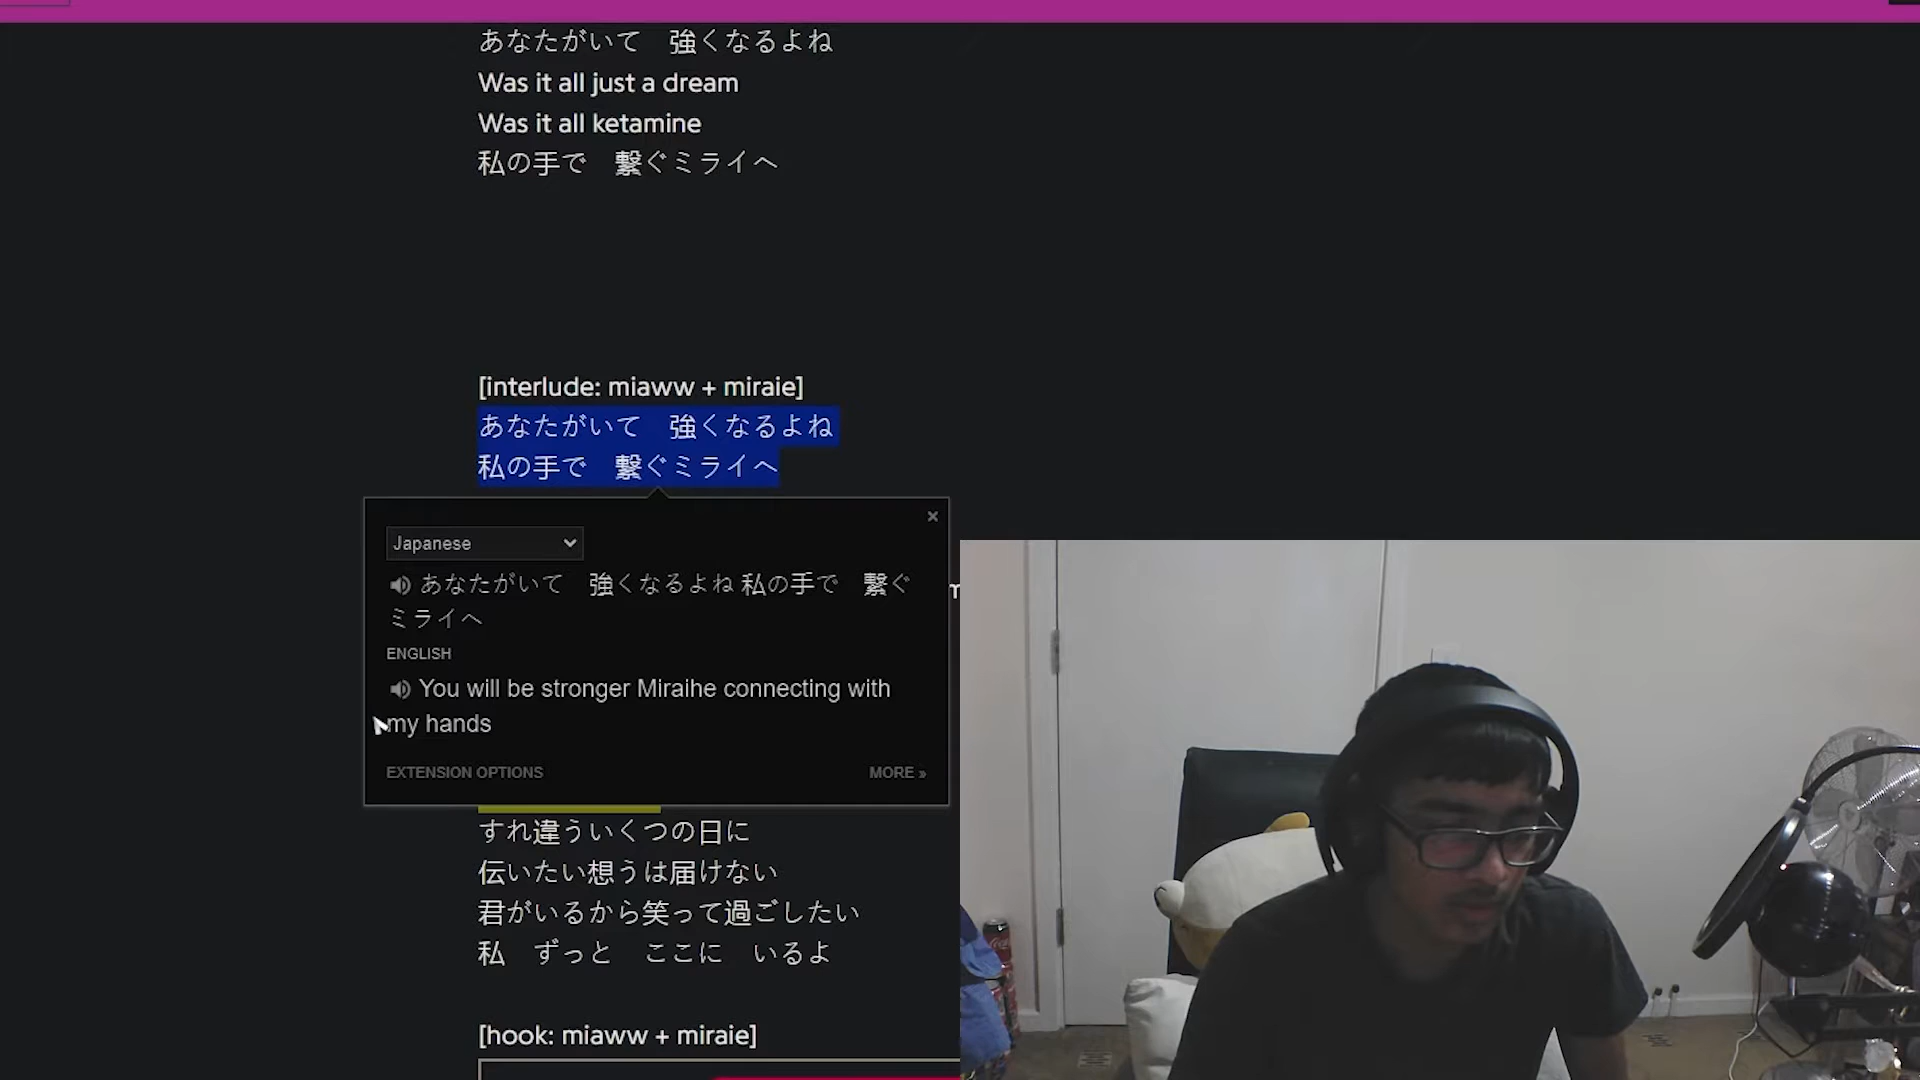 あなたがいて　強くなるよね
Was it all just a dream
Was it all ketamine
私の手で　繋ぐミライへ
[interlude: miaww + miraie]
あなたがいて　強くなるよね
私の手で　繋ぐミライへ
×
Japanese
あなたがいて　強くなるよね 私の手で　繋ぐ
ミライへ
ENGLISH
You will be stronger Miraihe connecting with
my hands
EXTENSION OPTIONS
MORE »
すれ違ういくつの日に
伝いたい想うは届けない
君がいるから笑って過ごしたい
私　ずっと　ここに　いるよ
[hook: miaww + miraie]